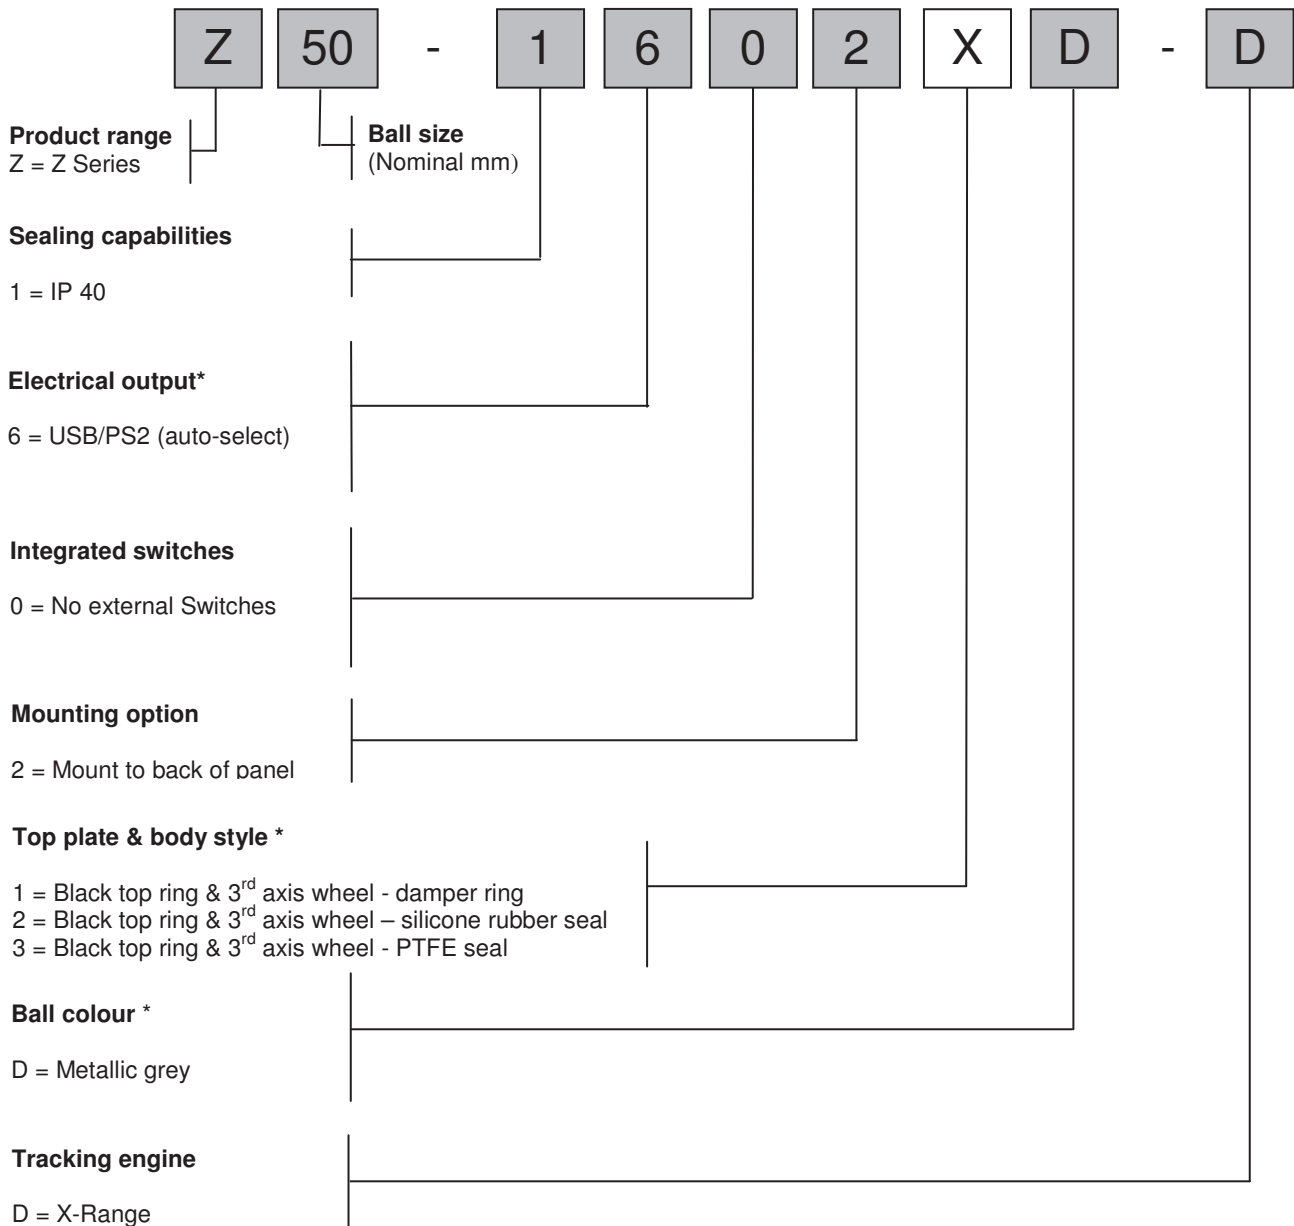 Z 50 - 1 6 0 2 X D - D
Product range
Z = Z Series
Ball size
(Nominal mm)
Sealing capabilities
1 = IP 40
Electrical output*
6 = USB/PS2 (auto-select)
Integrated switches
0 = No external Switches
Mounting option
2 = Mount to back of panel
Top plate & body style *
1 = Black top ring & 3rd axis wheel - damper ring
2 = Black top ring & 3rd axis wheel – silicone rubber seal
3 = Black top ring & 3rd axis wheel - PTFE seal
Ball colour *
D = Metallic grey
Tracking engine
D = X-Range